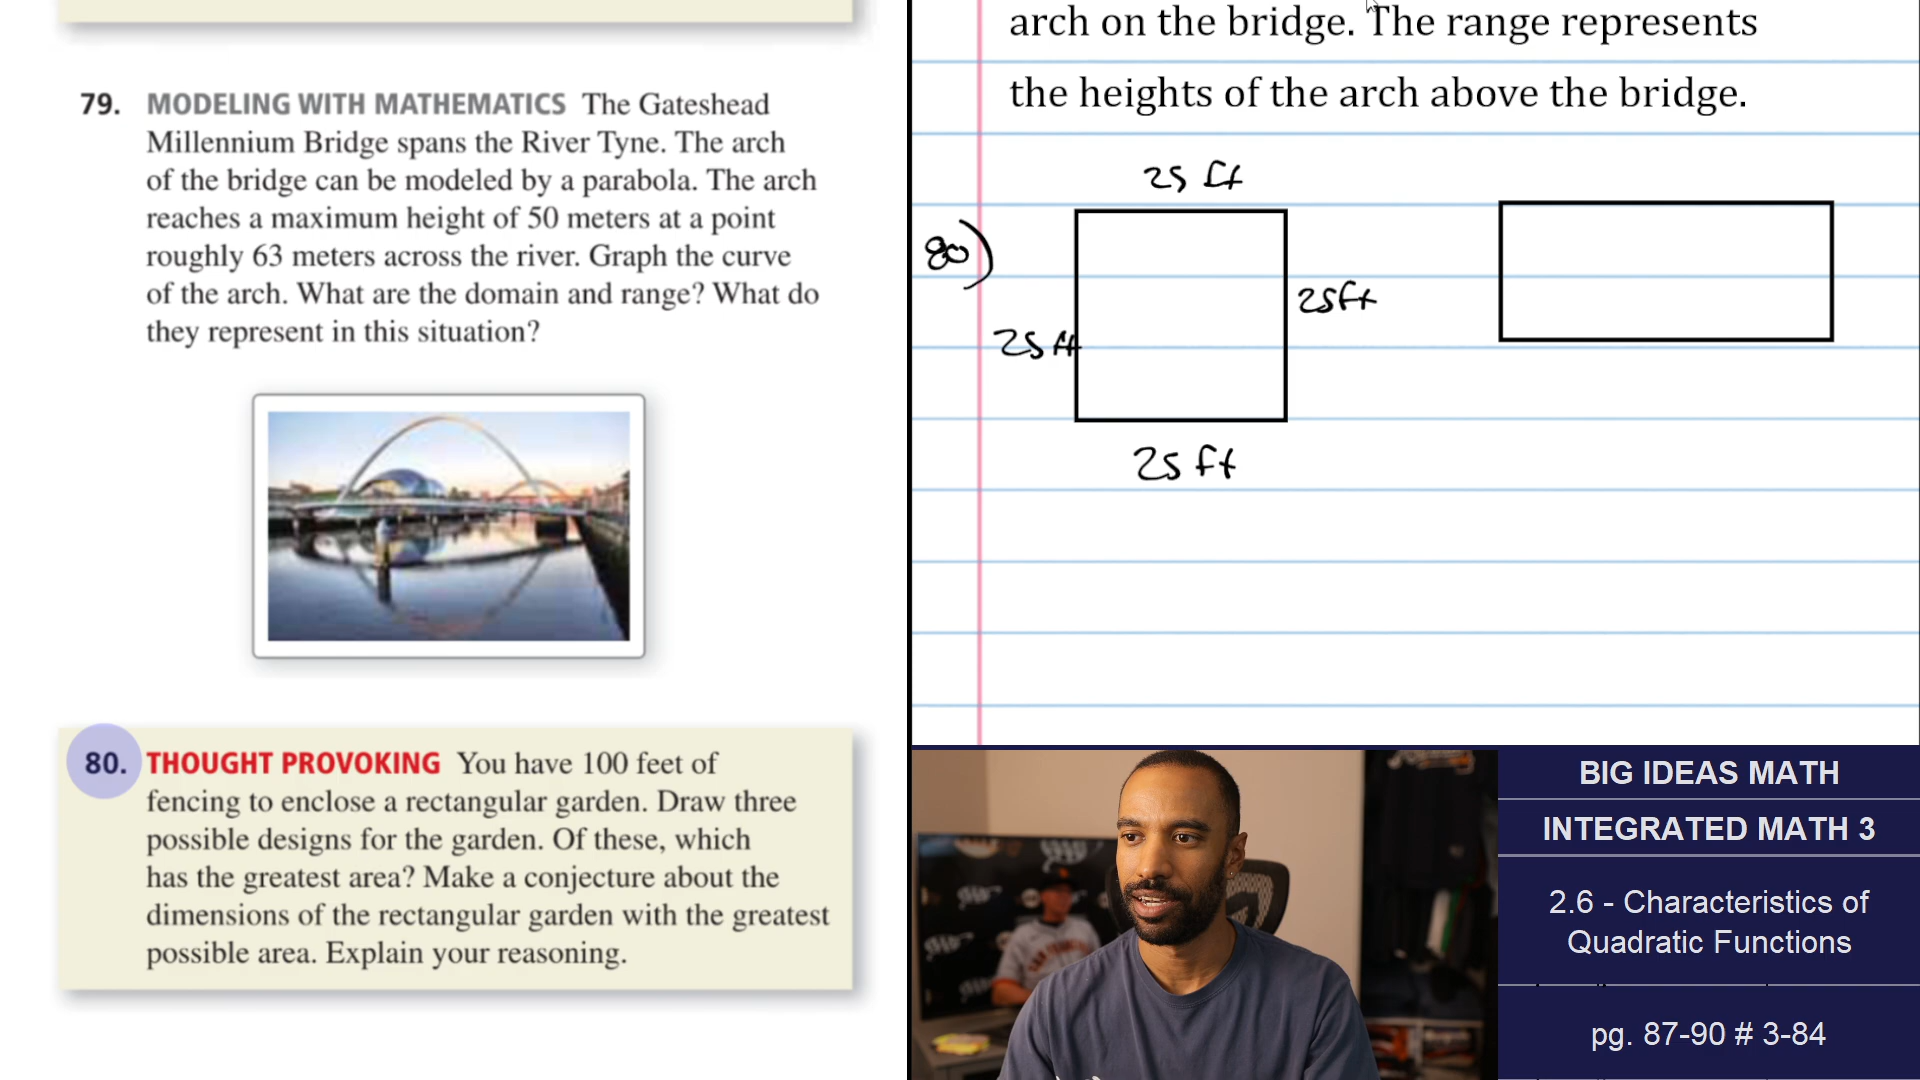 79. MODELING WITH MATHEMATICS The Gateshead
Millennium Bridge spans the River Tyne. The arch
of the bridge can be modeled by a parabola. The arch
reaches a maximum height of 50 meters at a point
roughly 63 meters across the river. Graph the curve
of the arch. What are the domain and range? What do
they represent in this situation?
80. THOUGHT PROVOKING You have 100 feet of
fencing to enclose a rectangular garden. Draw three
possible designs for the garden. Of these, which
has the greatest area? Make a conjecture about the
dimensions of the rectangular garden with the greatest
possible area. Explain your reasoning.
arch on the bridge. The range represents
the heights of the arch above the bridge.
80)
25 ft
25 ft
25 ft
25 ft
BIG IDEAS MATH
INTEGRATED MATH 3
2.6 - Characteristics of
Quadratic Functions
pg. 87-90 # 3-84